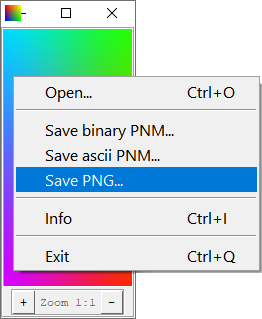 Open... Ctrl+O
Save binary PNM...
Save ascii PNM...
Save PNG...
Info Ctrl+I
Exit Ctrl+Q
+ Zoom 1:1 -